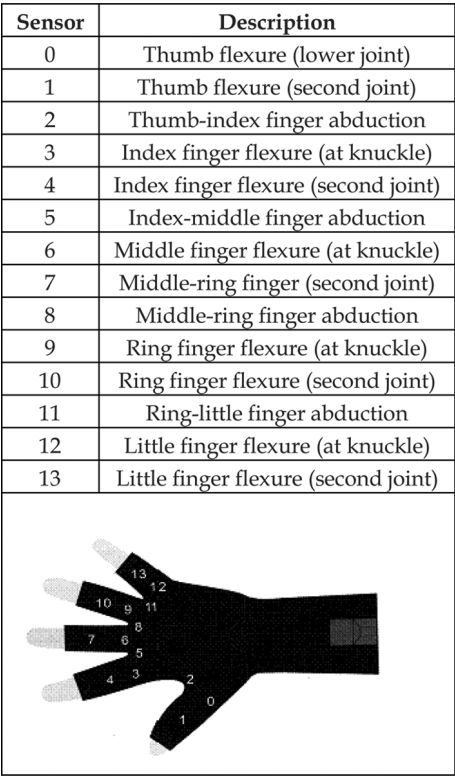 Sensor Description
0 Thumb flexure (lower joint)
1 Thumb flexure (second joint)
2 Thumb-index finger abduction
3 Index finger flexure (at knuckle)
4 Index finger flexure (second joint)
5 Index-middle finger abduction
6 Middle finger flexure (at knuckle)
7 Middle-ring finger (second joint)
8 Middle-ring finger abduction
9 Ring finger flexure (at knuckle)
10 Ring finger flexure (second joint)
11 Ring-little finger abduction
12 Little finger flexure (at knuckle)
13 Little finger flexure (second joint)
13
12
10 9 11
8
7 6
5
4 3
2
0
1